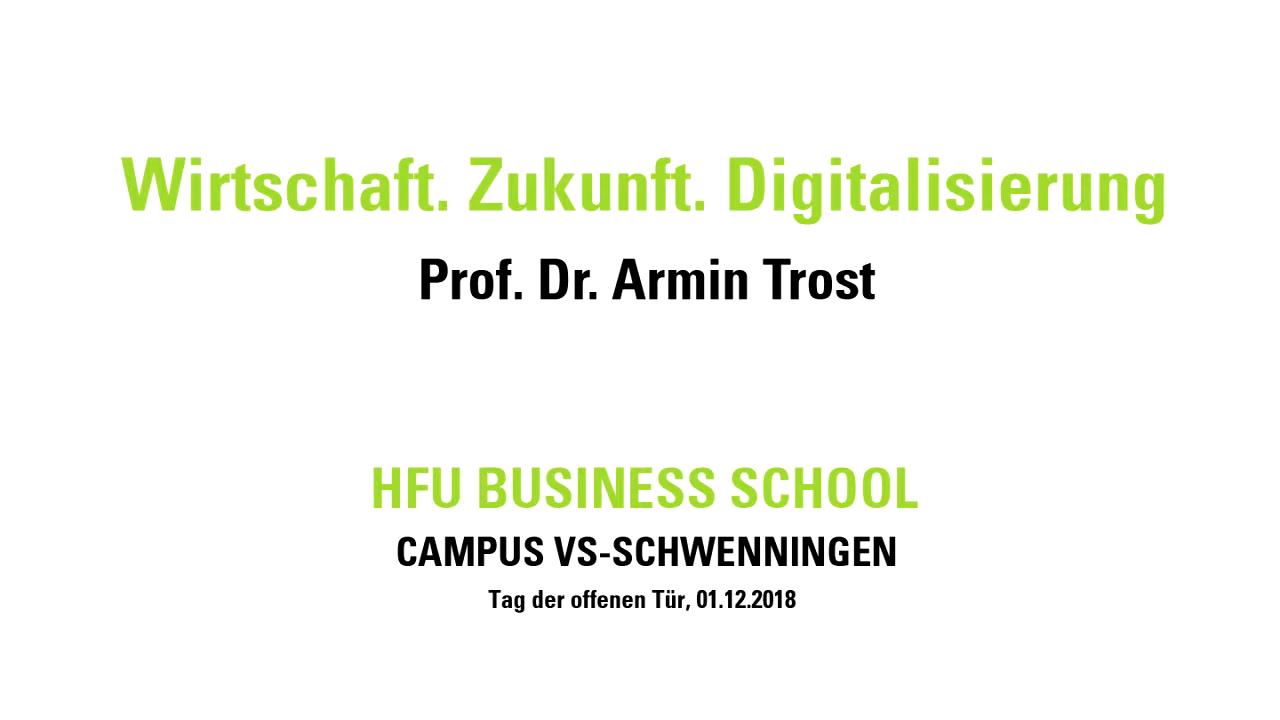 Wirtschaft. Zukunft. Digitalisierung
Prof. Dr. Armin Trost
HFU BUSINESS SCHOOL
CAMPUS VS-SCHWENNINGEN
Tag der offenen Tür, 01.12.2018